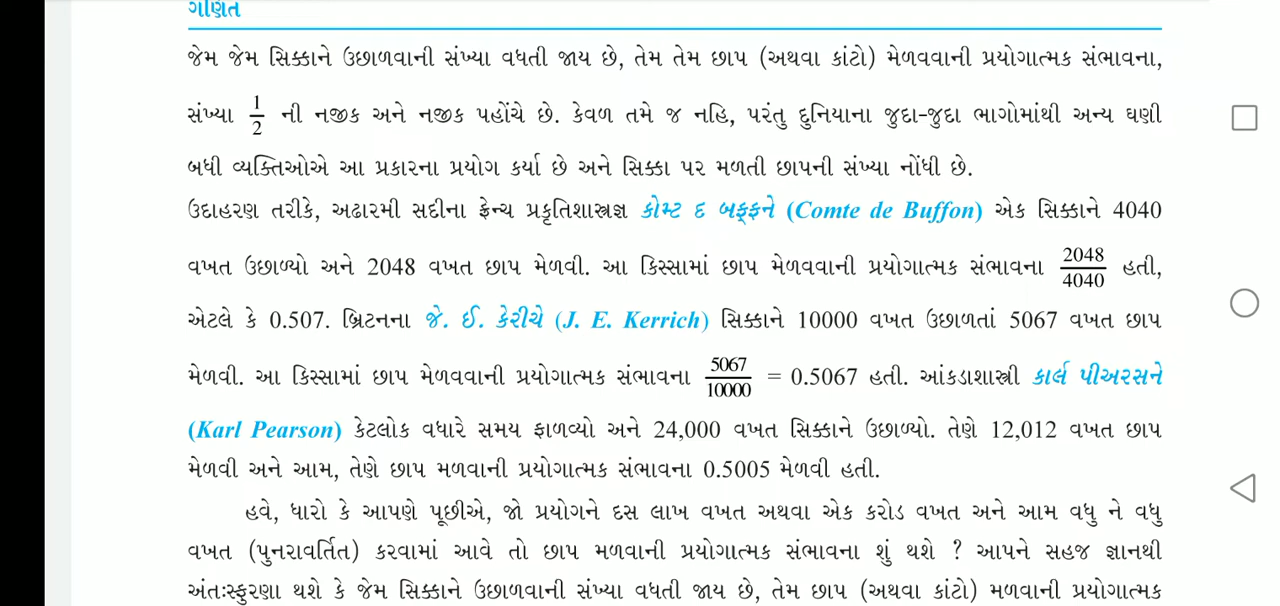 ગણિત
જેમ જેમ સિક્કાને ઉછાળવાની સંખ્યા વધતી જાય છે, તેમ તેમ છાપ (અથવા કાંટો) મેળવવાની પ્રયોગાત્મક સંભાવના,
સંખ્યા 1/2 ની નજીક અને નજીક પહોંચે છે. કેવળ તમે જ નહિ, પરંતુ દુનિયાના જુદા-જુદા ભાગોમાંથી અન્ય ઘણી
બધી વ્યક્તિઓએ આ પ્રકારના પ્રયોગ કર્યા છે અને સિક્કા પર મળતી છાપની સંખ્યા નોંધી છે.
ઉદાહરણ તરીકે, અઢારમી સદીના ફ્રેન્ચ પ્રકૃતિશાસ્ત્રજ્ઞ કોમ્ટ દ બફ્ફને (Comte de Buffon) એક સિક્કાને 4040
વખત ઉછાળ્યો અને 2048 વખત છાપ મેળવી. આ કિસ્સામાં છાપ મેળવવાની પ્રયોગાત્મક સંભાવના 2048/4040 હતી,
એટલે કે 0.507. બ્રિટનના જે. ઈ. કેરીચે (J. E. Kerrich) સિક્કાને 10000 વખત ઉછાળતાં 5067 વખત છાપ
મેળવી. આ કિસ્સામાં છાપ મેળવવાની પ્રયોગાત્મક સંભાવના 5067/10000 = 0.5067 હતી. આંકડાશાસ્ત્રી કાર્લ પીઅરસને
(Karl Pearson) કેટલોક વધારે સમય ફાળવ્યો અને 24,000 વખત સિક્કાને ઉછાળ્યો. તેણે 12,012 વખત છાપ
મેળવી અને આમ, તેણે છાપ મળવાની પ્રયોગાત્મક સંભાવના 0.5005 મેળવી હતી.
હવે, ધારો કે આપણે પૂછીએ, જો પ્રયોગને દસ લાખ વખત અથવા એક કરોડ વખત અને આમ વધુ ને વધુ
વખત (પુનરાવર્તિત) કરવામાં આવે તો છાપ મળવાની પ્રયોગાત્મક સંભાવના શું થશે ? આપને સહજ જ્ઞાનથી
અંતઃસ્ફુરણા થશે કે જેમ સિક્કાને ઉછાળવાની સંખ્યા વધતી જાય છે, તેમ છાપ (અથવા કાંટો) મળવાની પ્રયોગાત્મક